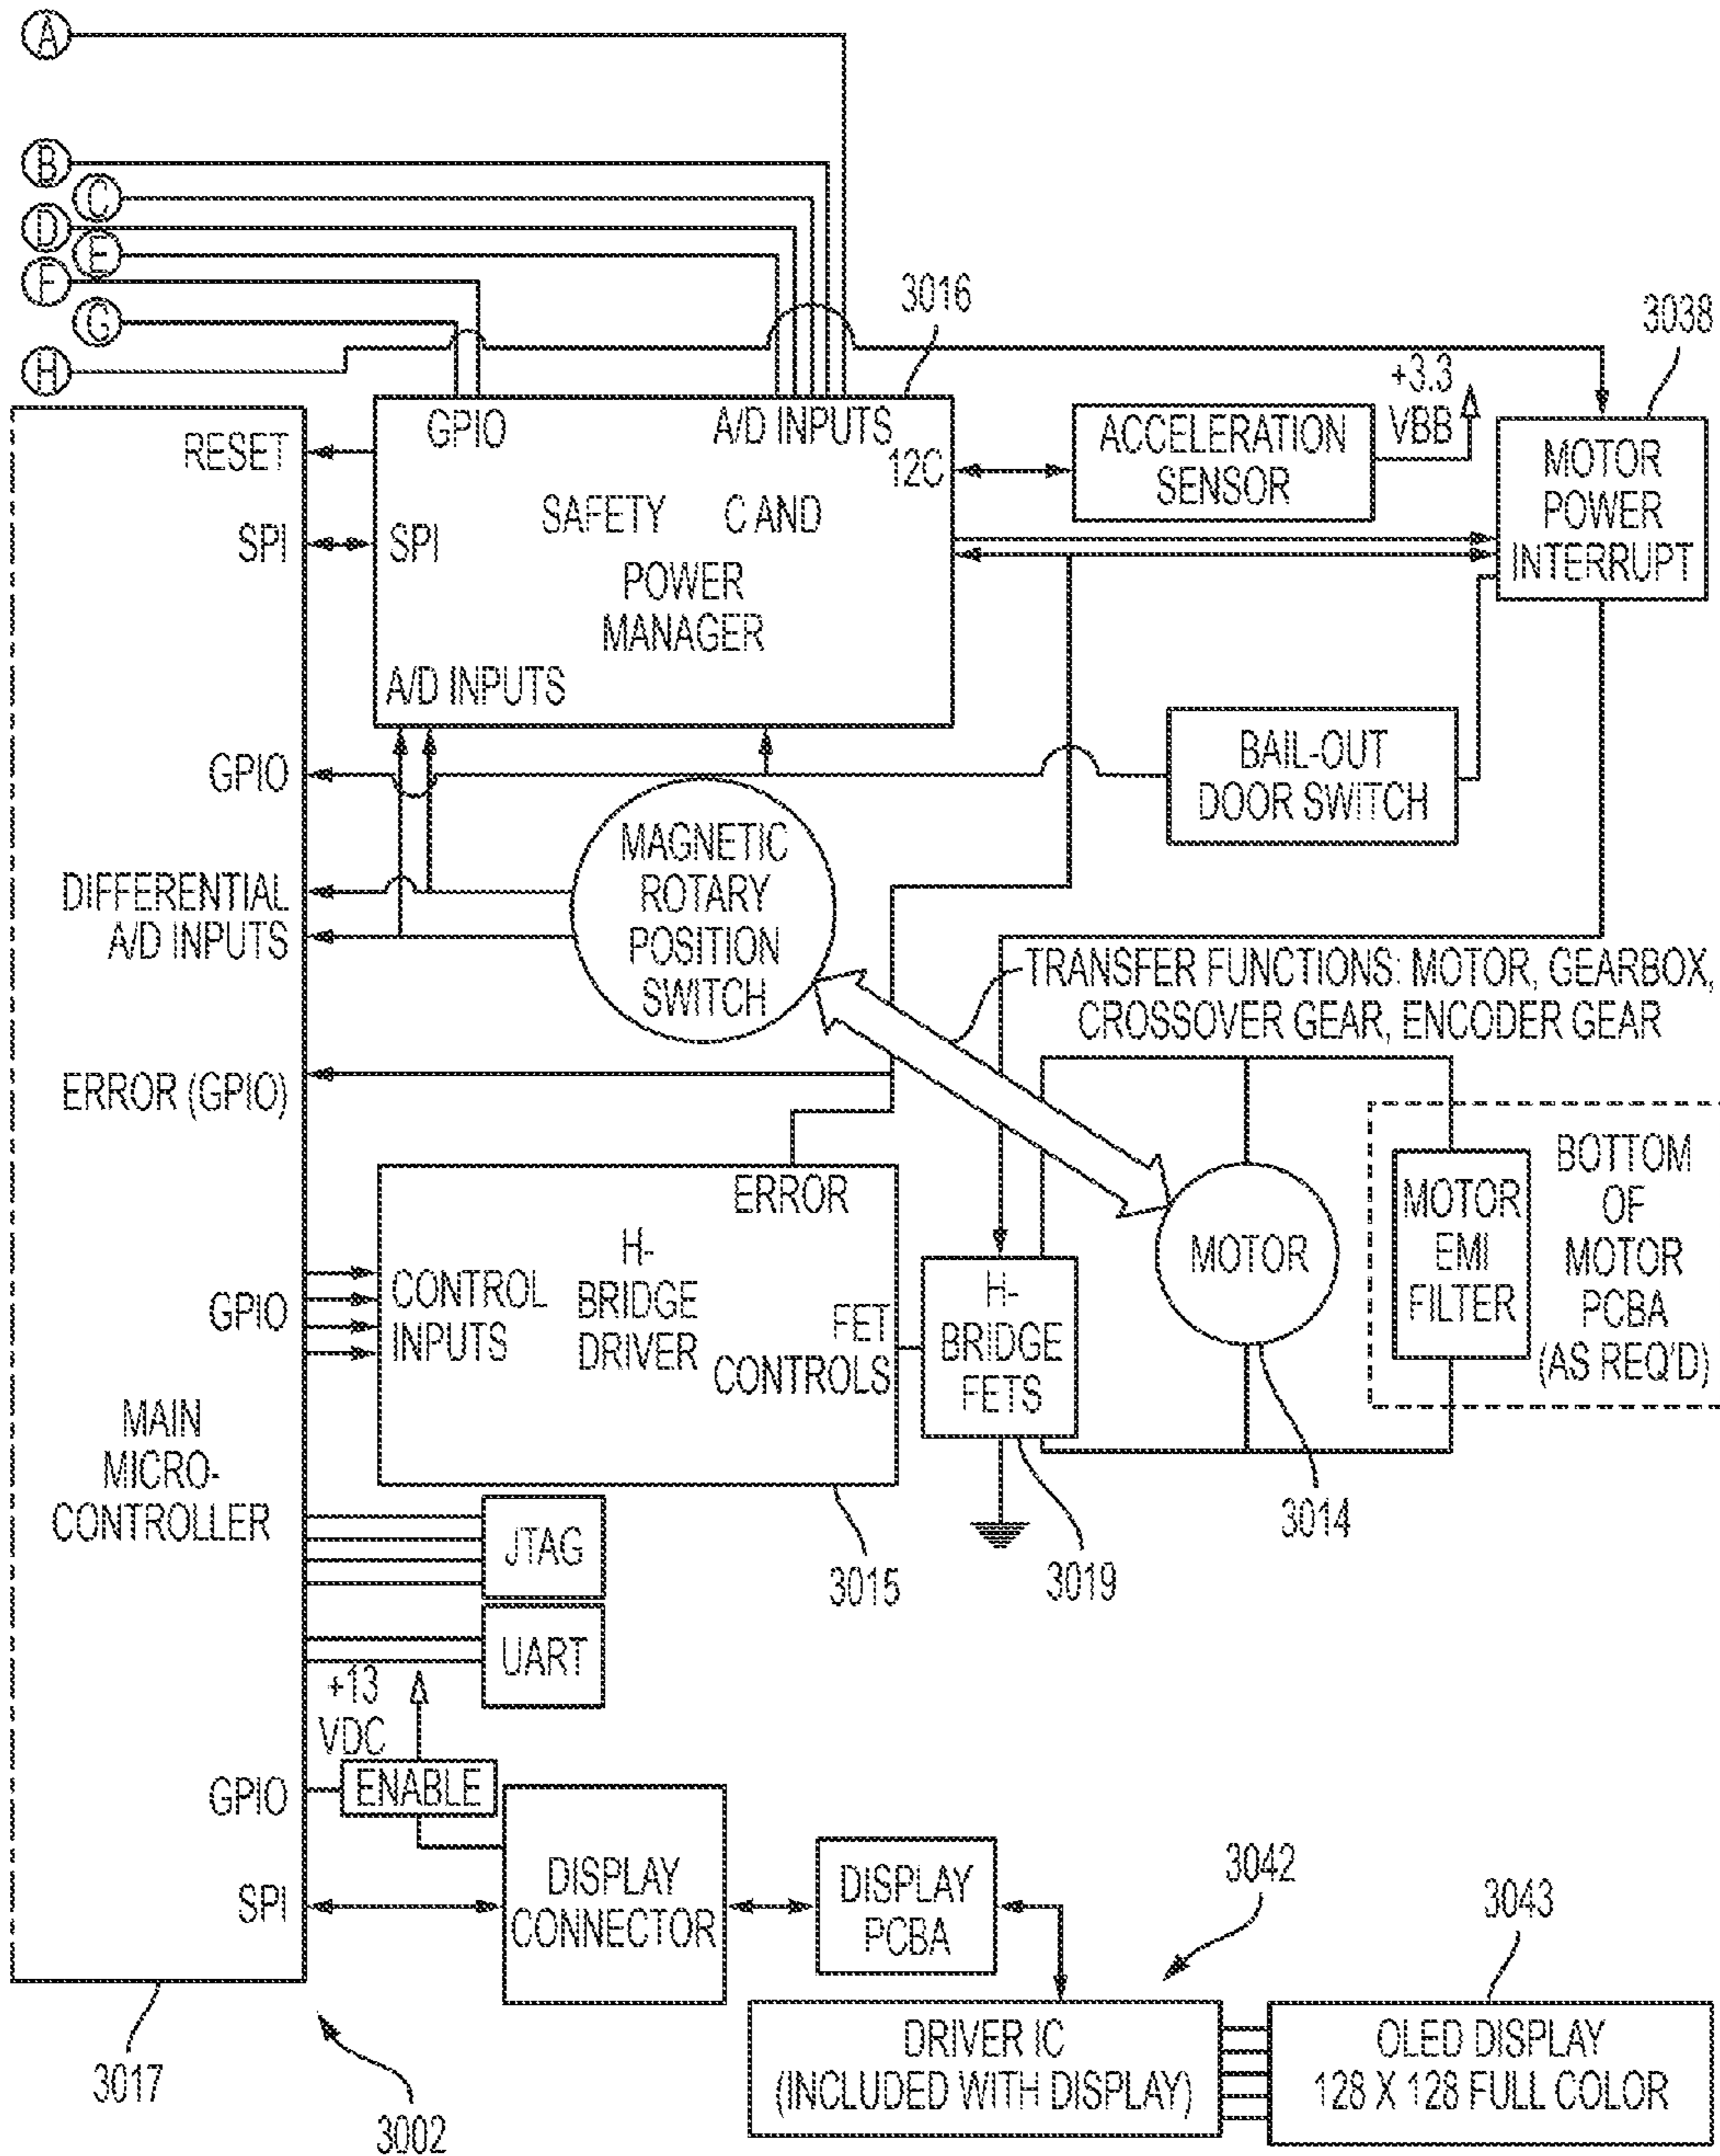 A
B
C
D
E
F
G
H
3016
3038
+3.3
VBB
RESET
GPIO
A/D INPUTS
12C
ACCELERATION
SENSOR
MOTOR
POWER
INTERRUPT
SPI
SPI
SAFETY C AND
POWER
MANAGER
A/D INPUTS
GPIO
BAIL-OUT
DOOR SWITCH
MAGNETIC
ROTARY
POSITION
SWITCH
DIFFERENTIAL
A/D INPUTS
TRANSFER FUNCTIONS: MOTOR, GEARBOX,
CROSSOVER GEAR, ENCODER GEAR
ERROR (GPIO)
ERROR
H-
BRIDGE
DRIVER
GPIO
CONTROL
INPUTS
FET
CONTROLS
H-
BRIDGE
FETS
MOTOR
MOTOR
EMI
FILTER
BOTTOM
OF
MOTOR
PCBA
(AS REQ'D)
MAIN
MICRO-
CONTROLLER
JTAG
3015
3019
3014
UART
+13
VDC
GPIO
ENABLE
SPI
DISPLAY
CONNECTOR
DISPLAY
PCBA
3042
3043
DRIVER IC
(INCLUDED WITH DISPLAY)
OLED DISPLAY
128 X 128 FULL COLOR
3017
3002